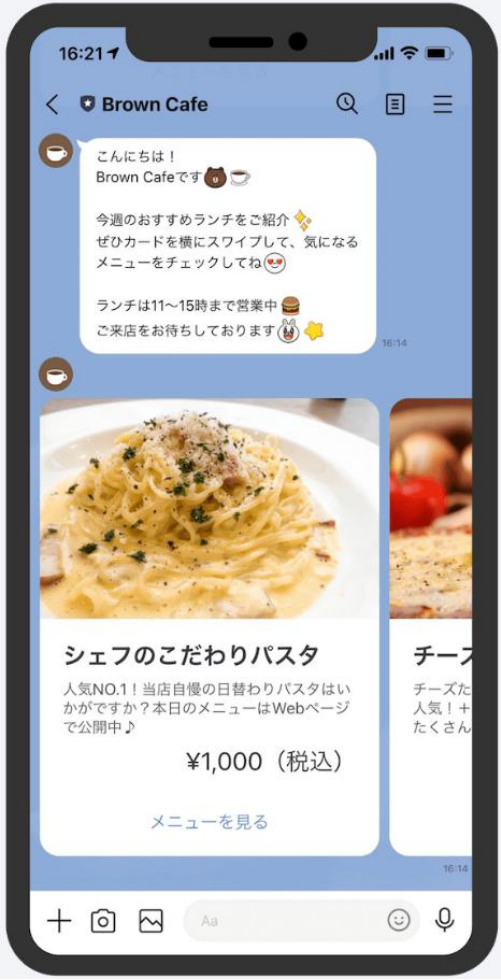 16:21
Brown Cafe
こんにちは！
Brown Cafeです
今週のおすすめランチをご紹介
ぜひカードを横にスワイプして、気になる
メニューをチェックしてね
ランチは11〜15時まで営業中
ご来店をお待ちしております
16:14
シェフのこだわりパスタ
人気NO.1！当店自慢の日替わりパスタはい
かがですか？本日のメニューはWebページ
で公開中♪
¥1,000（税込）
メニューを見る
チーズ
チーズた
人気！＋
たくさん
16:14
Aa